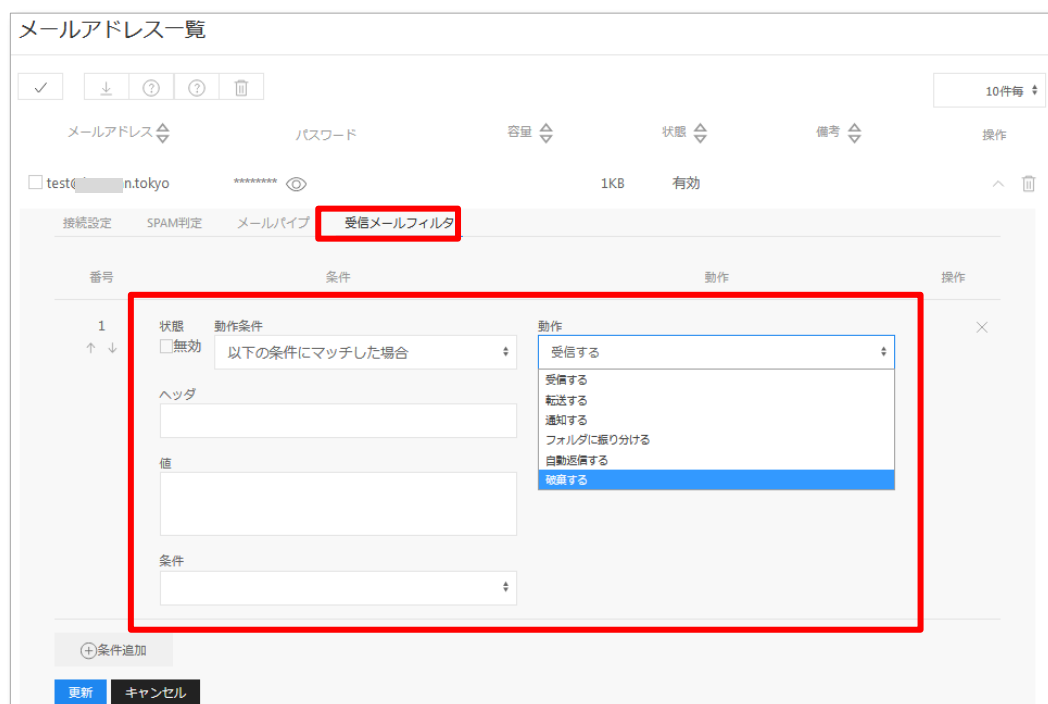 メールアドレス一覧
10件毎
メールアドレス パスワード 容量 状態 備考 操作
test@ n.tokyo ******** 1KB 有効
接続設定 SPAM判定 メールパイプ 受信メールフィルタ
番号 条件 動作 操作
1 状態 動作条件 動作
無効 以下の条件にマッチした場合 受信する
受信する
ヘッダ
転送する
通知する
フォルダに振り分ける
自動返信する
値
破棄する
条件
条件追加
更新 キャンセル